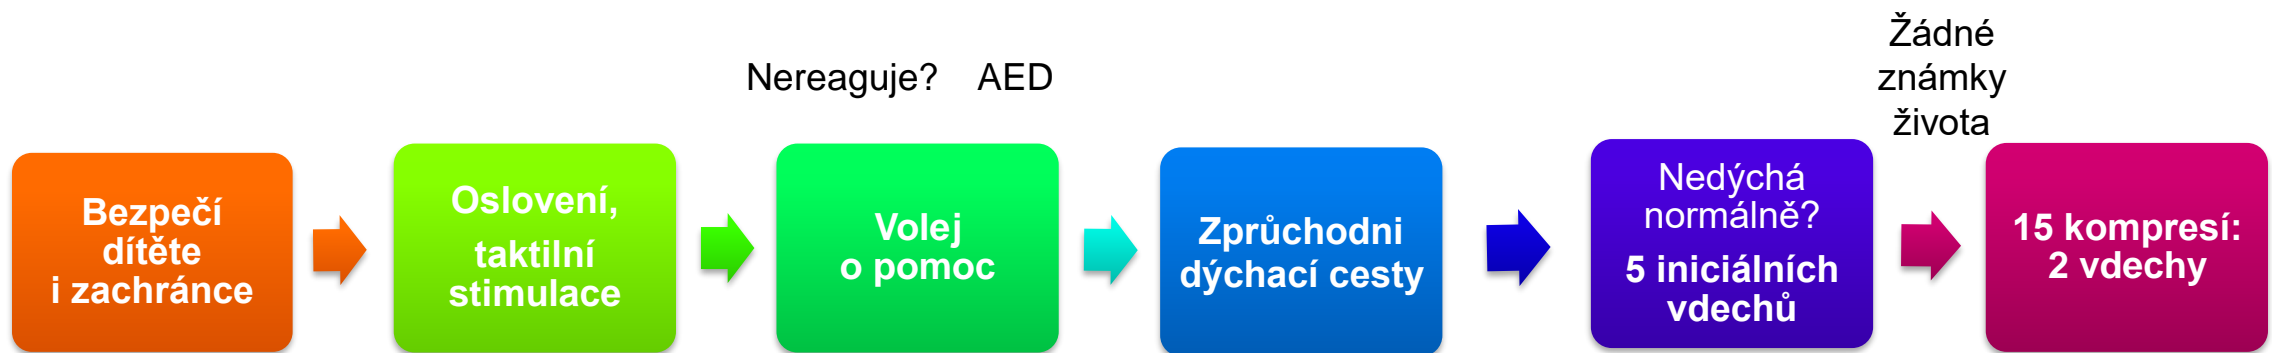 Nereaguje? AED
Žádné
známky
života
Bezpečí
dítěte
i zachránce
Oslovení,
taktilní
stimulace
Volej
o pomoc
Zprůchodni
dýchací cesty
Nedýchá
normálně?
5 iniciálních
vdechů
15 kompresí:
2 vdechy